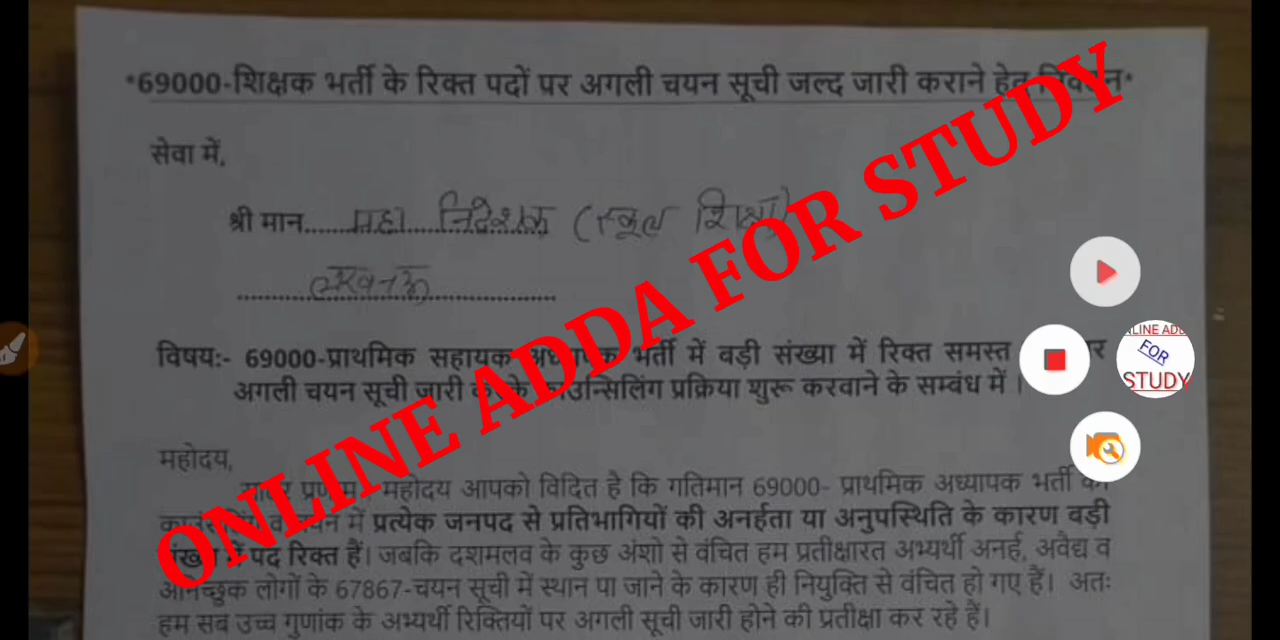 *69000-शिक्षक भर्ती के रिक्त पदों पर अगली चयन सूची जल्द जारी कराने हेतु निवेदन*
सेवा में,
श्री मान.....महा निदेशक (स्कूल शिक्षा)
लखनऊ
विषयः- 69000-प्राथमिक सहायक अध्यापक भर्ती में बड़ी संख्या में रिक्त समस्त
अगली चयन सूची जारी करके काउन्सिलिंग प्रक्रिया शुरू करवाने के सम्बंध में ।
महोदय,
महोदय आपको विदित है कि गतिमान 69000- प्राथमिक अध्यापक भर्ती की
में प्रत्येक जनपद से प्रतिभागियों की अनर्हता या अनुपस्थिति के कारण बड़ी
संख्या में पद रिक्त हैं। जबकि दशमलव के कुछ अंशो से वंचित हम प्रतीक्षारत अभ्यर्थी अनर्ह, अवैद्य व
अनिच्छुक लोगों के 67867-चयन सूची में स्थान पा जाने के कारण ही नियुक्ति से वंचित हो गए हैं। अतः
हम सब उच्च गुणांक के अभ्यर्थी रिक्तियों पर अगली सूची जारी होने की प्रतीक्षा कर रहे हैं।
ONLINE ADDA FOR STUDY
FOR
STUDY